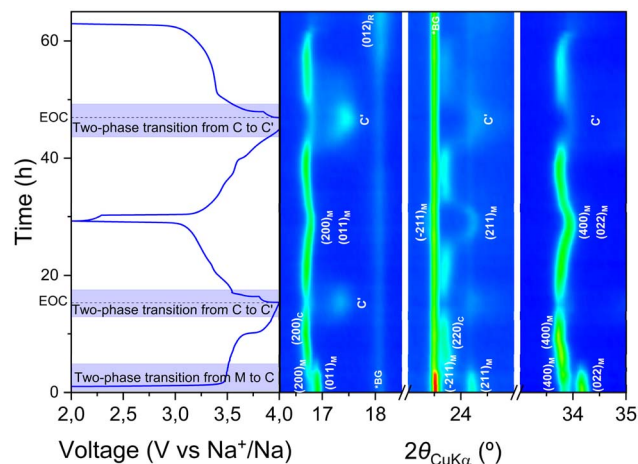 60
40
20
0
Time (h)
EOC
EOC
Two-phase transition from C to C'
Two-phase transition from C to C'
Two-phase transition from M to C
2,0
2,5
3,0
3,5
4,0
Voltage (V vs Na⁺/Na)
(012)R
C'
(200)M
(011)M
C'
(200)C
(200)M
(011)M
*BG
17
18
*BG
C'
(-211)M
(211)M
(220)C
(-211)M
(211)M
24
C'
(400)M
(022)M
(400)M
(400)M
(022)M
33
34
35
2θCuKα (º)